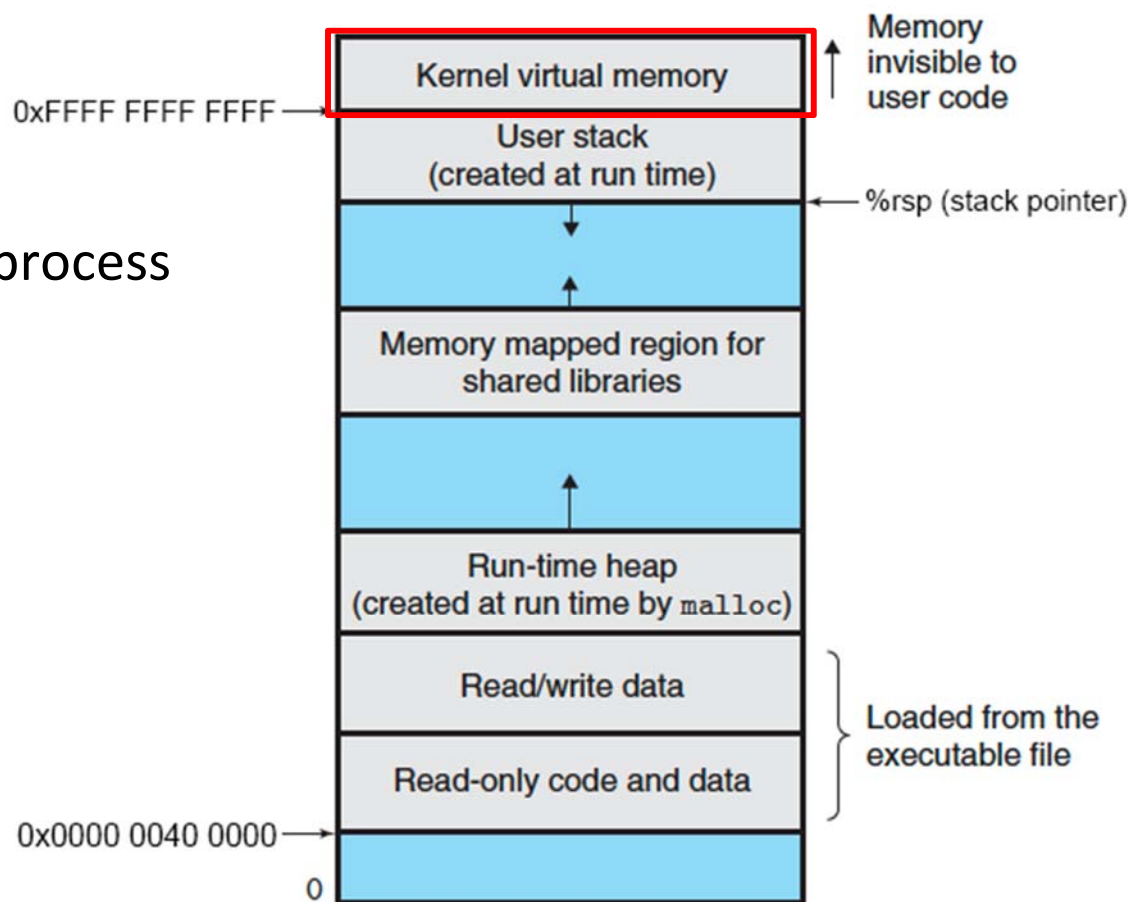 Memory
invisible to
user code
Kernel virtual memory
0xFFFF FFFF FFFF
User stack
(created at run time)
%rsp (stack pointer)
process
Memory mapped region for
shared libraries
Run-time heap
(created at run time by malloc)
Read/write data
Loaded from the
executable file
Read-only code and data
0x0000 0040 0000
0